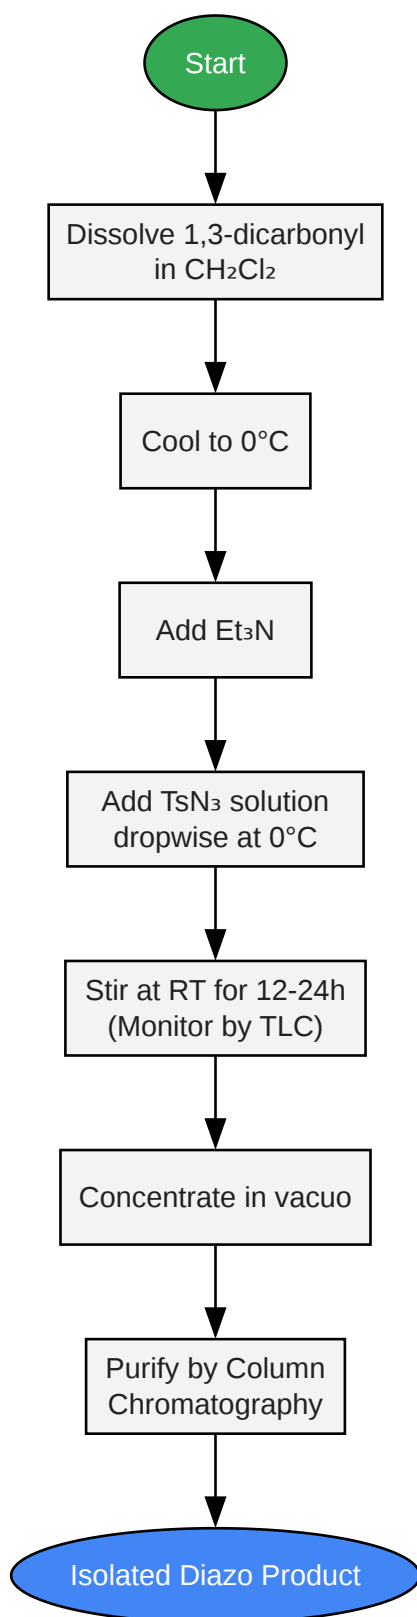 Start
Dissolve 1,3-dicarbonyl
in CH₂Cl₂
Cool to 0°C
Add Et₃N
Add TsN₃ solution
dropwise at 0°C
Stir at RT for 12-24h
(Monitor by TLC)
Concentrate in vacuo
Purify by Column
Chromatography
Isolated Diazo Product